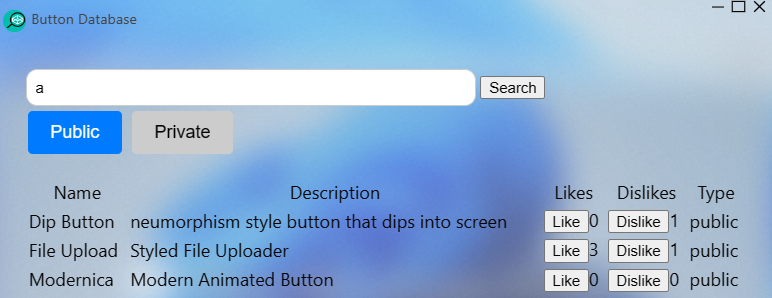 Button Database
a Search
Public Private
Name Description Likes Dislikes Type
Dip Button neumorphism style button that dips into screen Like 0 Dislike 1 public
File Upload Styled File Uploader Like 3 Dislike 1 public
Modernica Modern Animated Button Like 0 Dislike 0 public